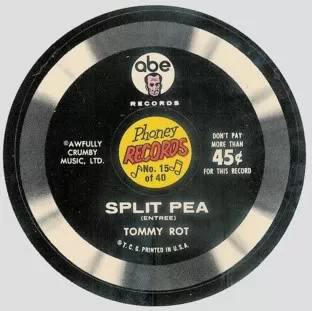 abe
RECORDS
©AWFULLY
CRUMBY
MUSIC, LTD.
Phoney
RECORDS
No. 15
of 40
DON'T PAY
MORE THAN
45¢
FOR THIS RECORD
SPLIT PEA
(ENTREE)
TOMMY ROT
© T.C.G. PRINTED IN U.S.A.